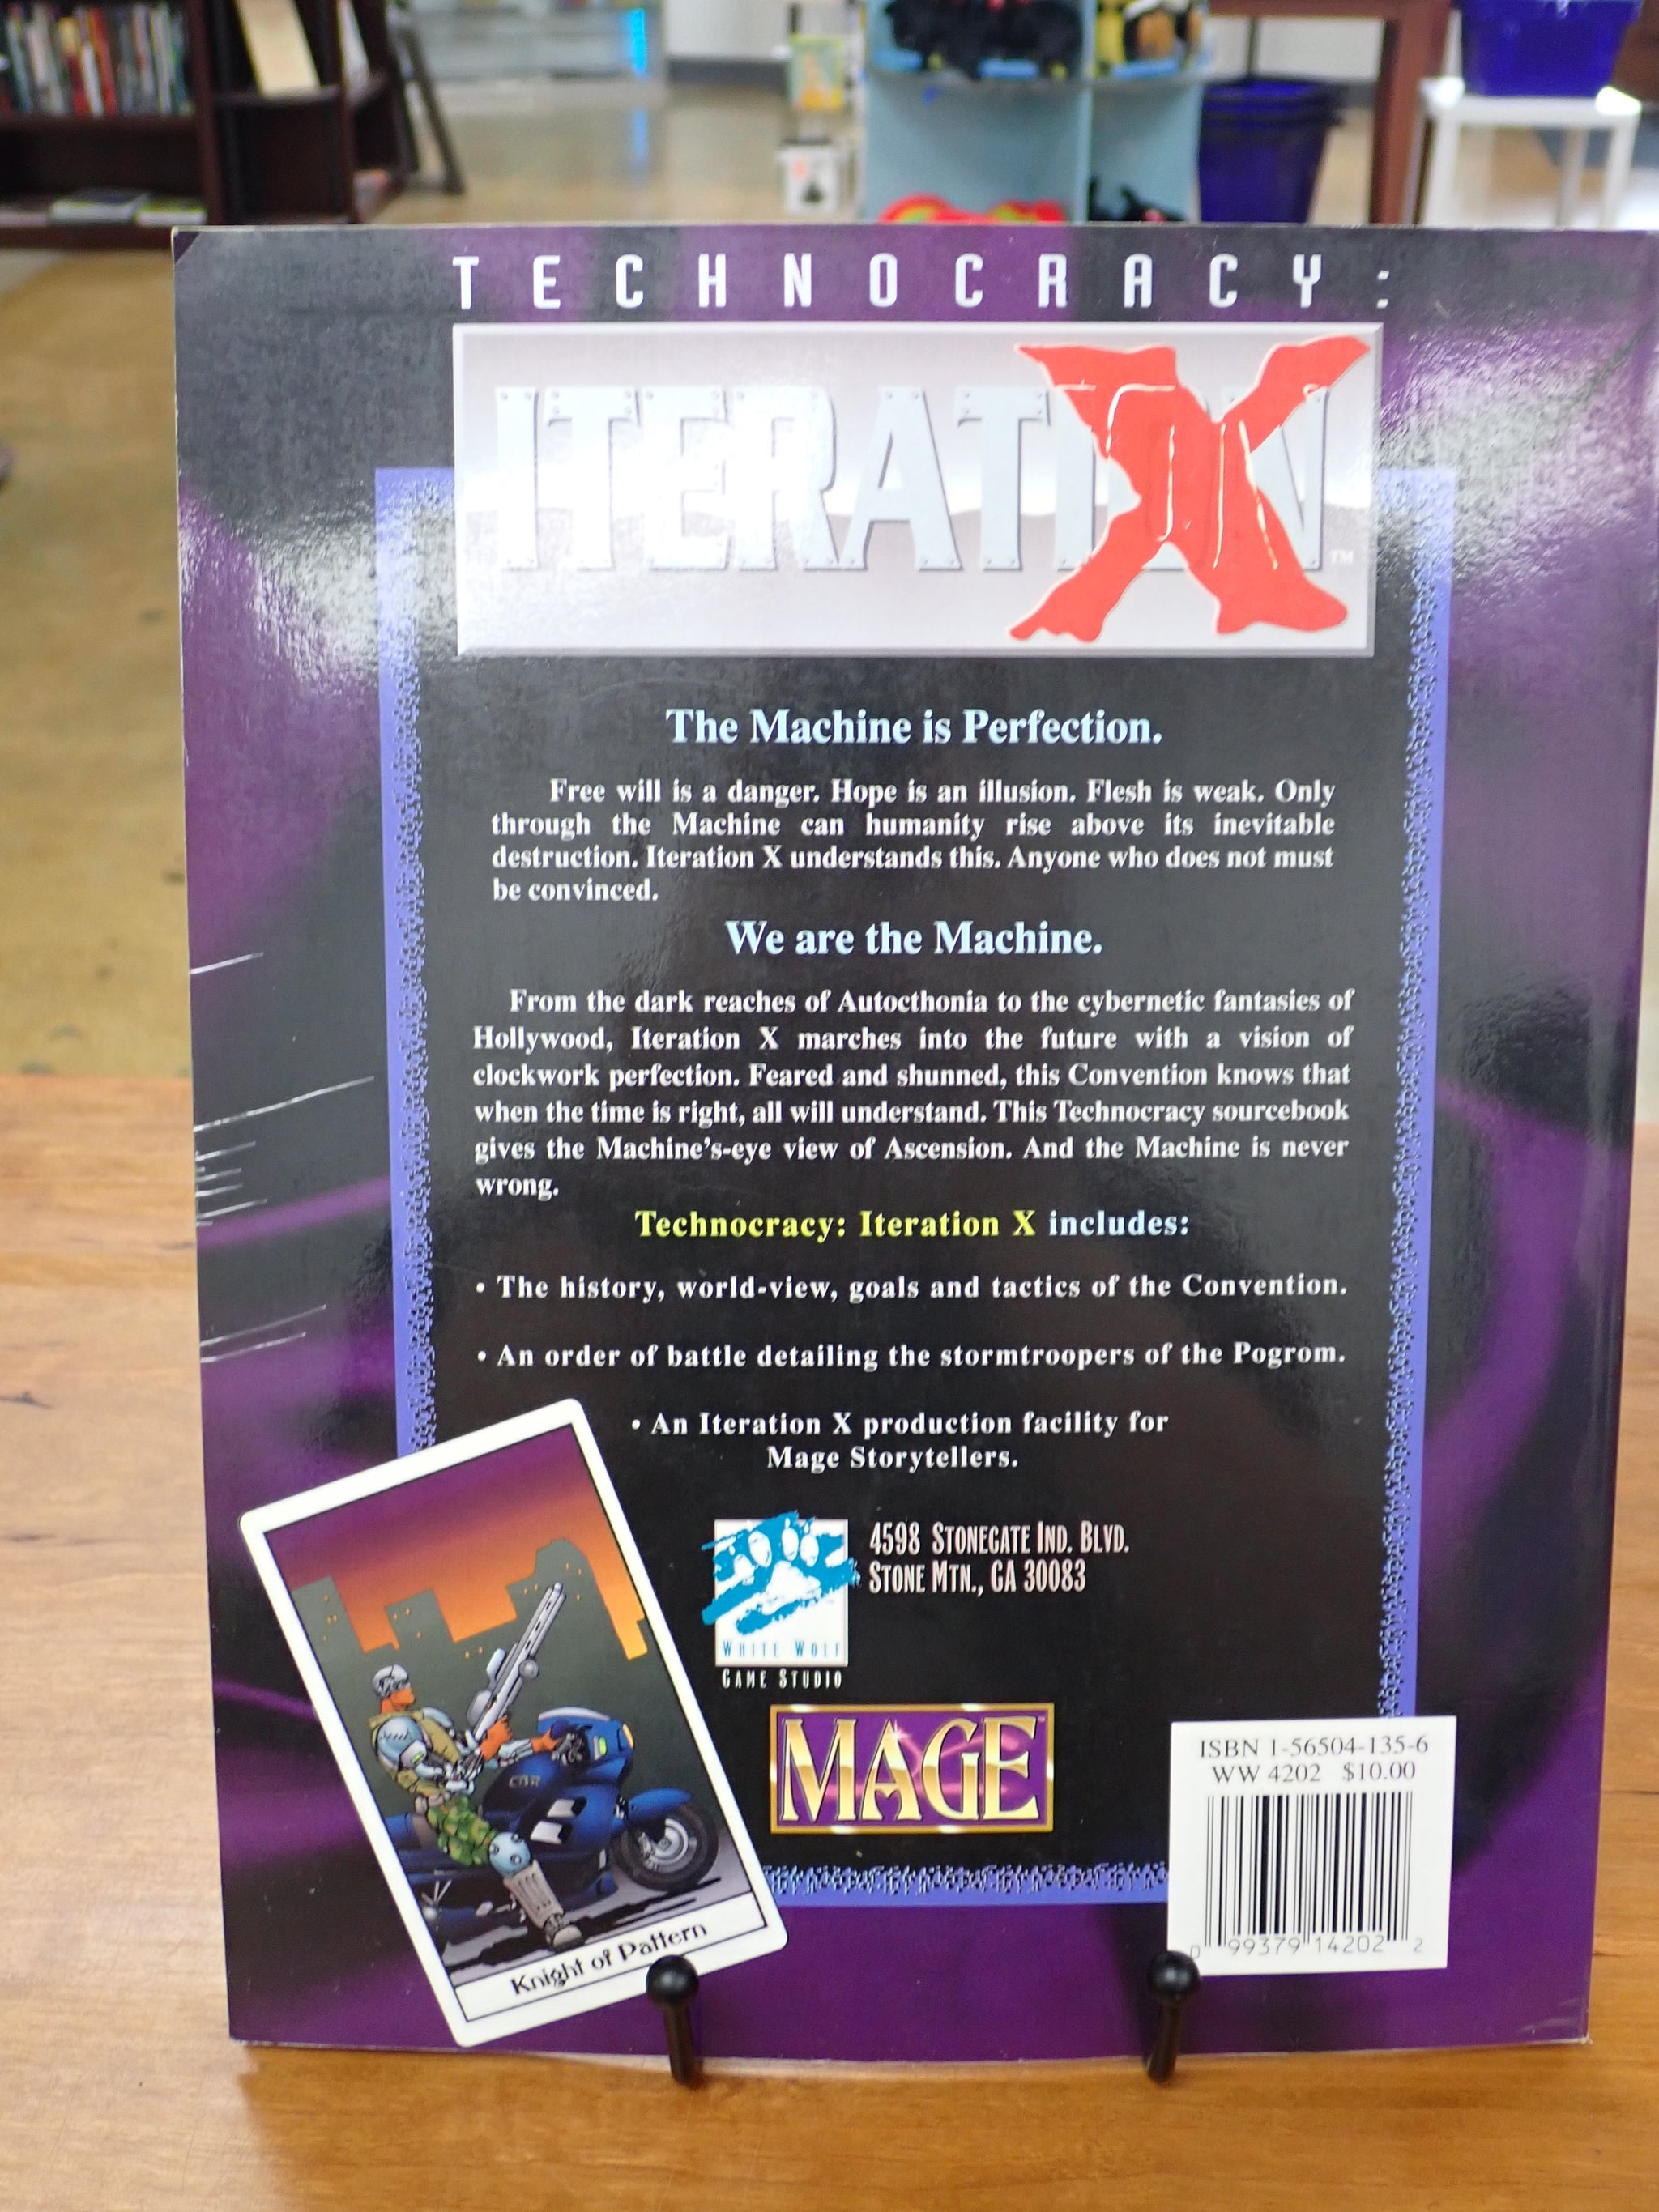 TECHNOCRACY:
ITERATION X
TM
The Machine is Perfection.
Free will is a danger. Hope is an illusion. Flesh is weak. Only
through the Machine can humanity rise above its inevitable
destruction. Iteration X understands this. Anyone who does not must
be convinced.
We are the Machine.
From the dark reaches of Autocthonia to the cybernetic fantasies of
Hollywood, Iteration X marches into the future with a vision of
clockwork perfection. Feared and shunned, this Convention knows that
when the time is right, all will understand. This Technocracy sourcebook
gives the Machine's-eye view of Ascension. And the Machine is never
wrong.
Technocracy: Iteration X includes:
• The history, world-view, goals and tactics of the Convention.
• An order of battle detailing the stormtroopers of the Pogrom.
• An Iteration X production facility for
Mage Storytellers.
4598 STONEGATE IND. BLVD.
STONE MTN., GA 30083
WHITE WOLF
GAME STUDIO
MAGE
CBR
Knight of Pattern
ISBN 1-56504-135-6
WW 4202 $10.00
0 99379 14202 2